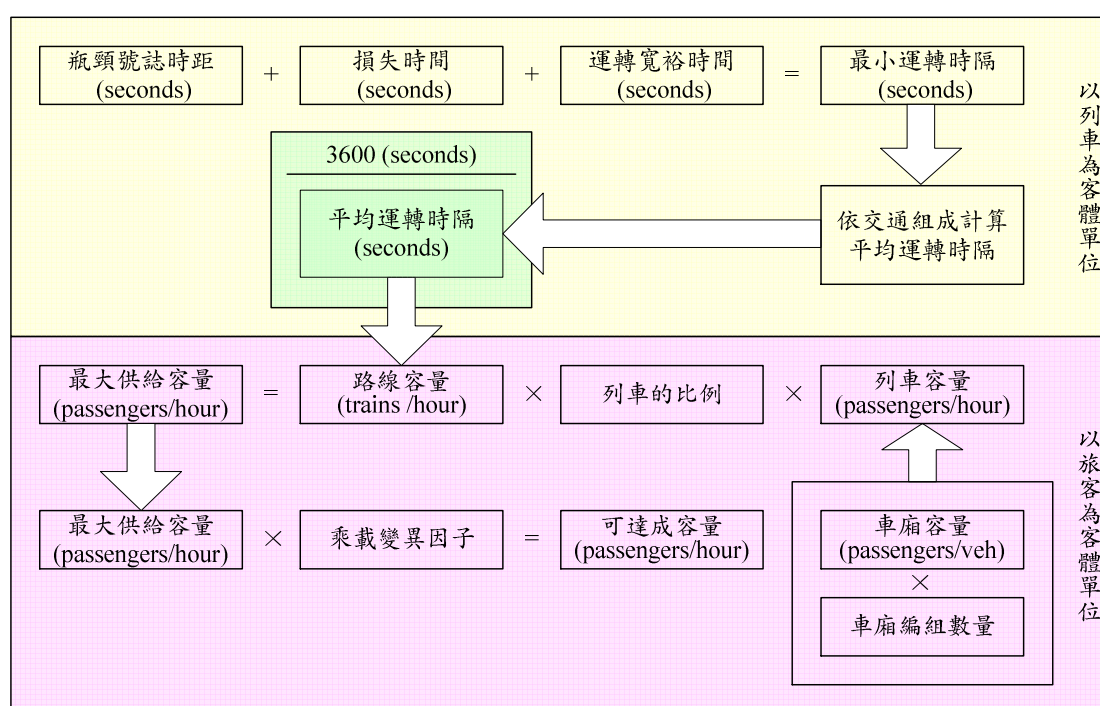 瓶頸號誌時距
(seconds)
+
損失時間
(seconds)
+
運轉寬裕時間
(seconds)
=
最小運轉時隔
(seconds)
以列車為客體單位
3600 (seconds)
平均運轉時隔
(seconds)
依交通組成計算
平均運轉時隔
最大供給容量
(passengers/hour)
=
路線容量
(trains /hour)
×
列車的比例
×
列車容量
(passengers/hour)
以旅客為客體單位
最大供給容量
(passengers/hour)
×
乘載變異因子
=
可達成容量
(passengers/hour)
車廂容量
(passengers/veh)
×
車廂編組數量